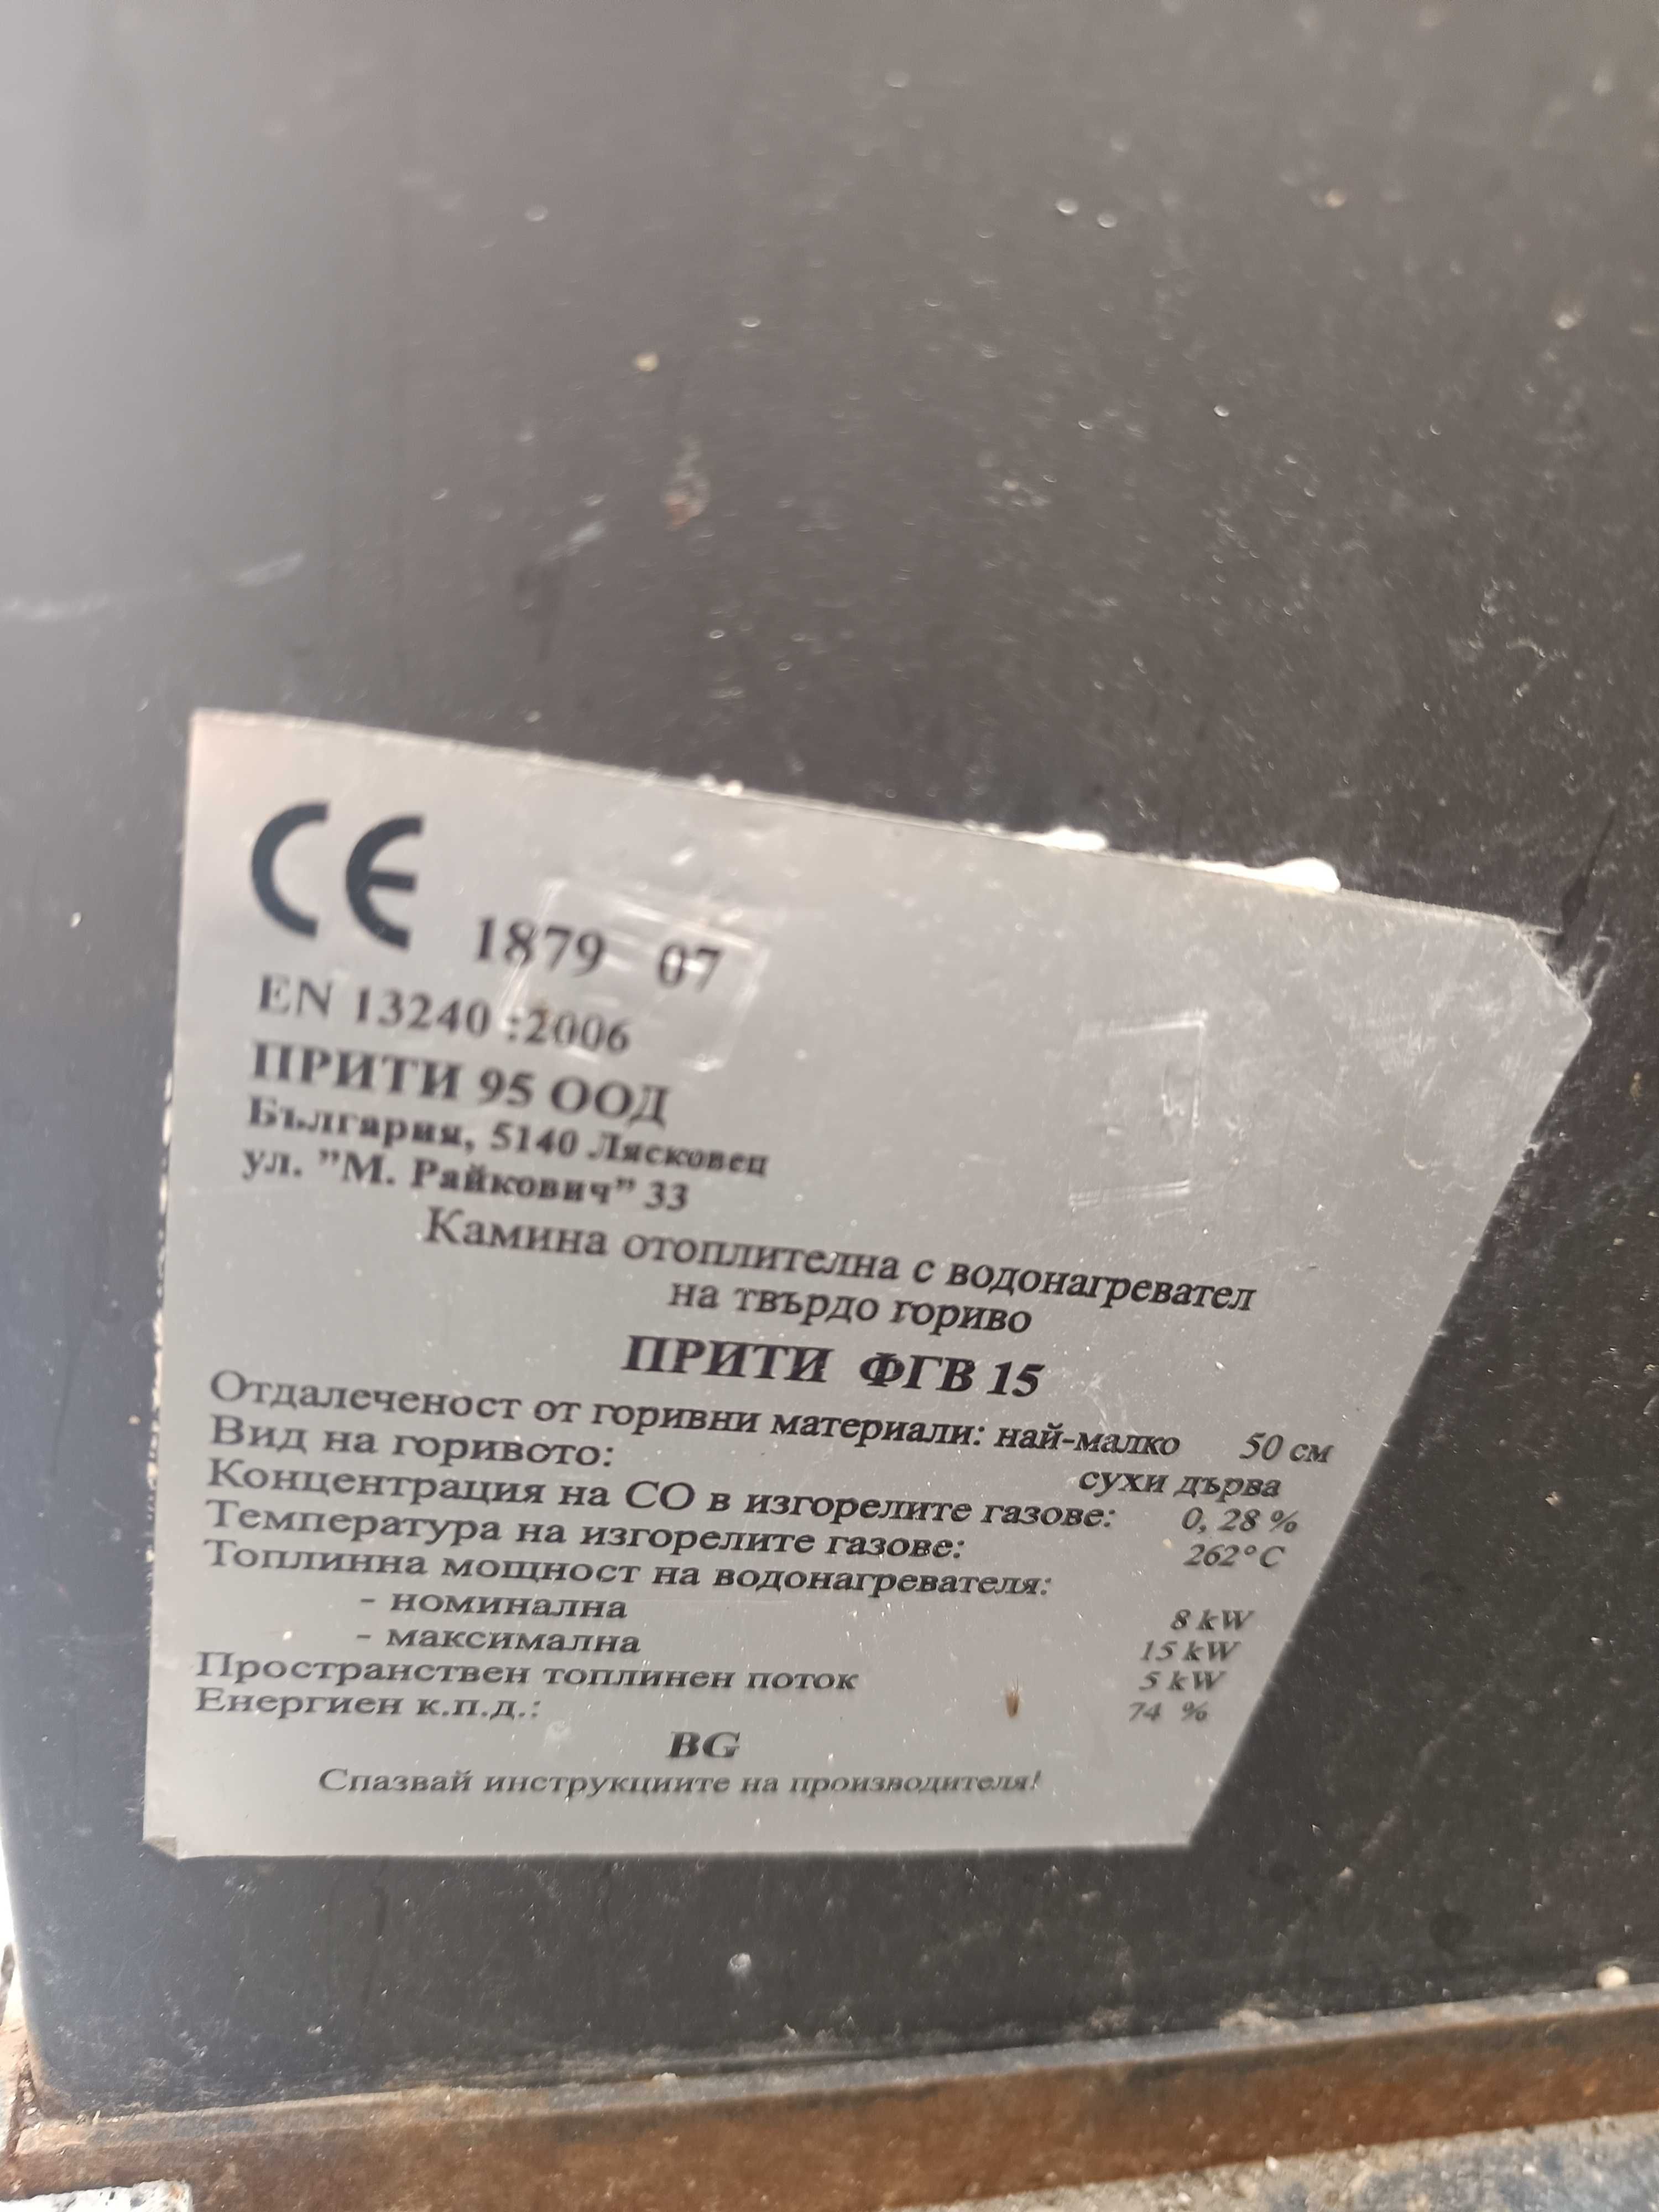 CE 1879 07
EN 13240 :2006
ПРИТИ 95 ООД
България, 5140 Лясковец
ул. "М. Райкович" 33
Камина отоплителна с водонагревател
на твърдо гориво
ПРИТИ ФГВ 15
Отдалеченост от горивни материали: най-малко 50 см
Вид на горивото: сухи дърва
Концентрация на CO в изгорелите газове: 0, 28 %
Температура на изгорелите газове: 262°C
Топлинна мощност на водонагревателя:
- номинална 8 kW
- максимална 15 kW
Пространствен топлинен поток 5 kW
Енергиен к.п.д.: 74 %
BG
Спазвай инструкциите на производителя!